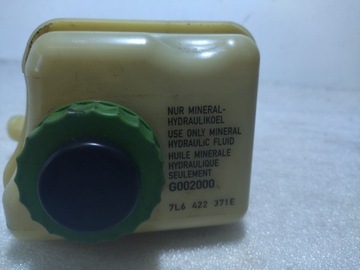 NUR MINERAL-
HYDRAULIKOEL
USE ONLY MINERAL
HYDRAULIC FLUID
HUILE MINERALE
HYDRAULIQUE
SEULEMENT
G002000
7L6 422 371E